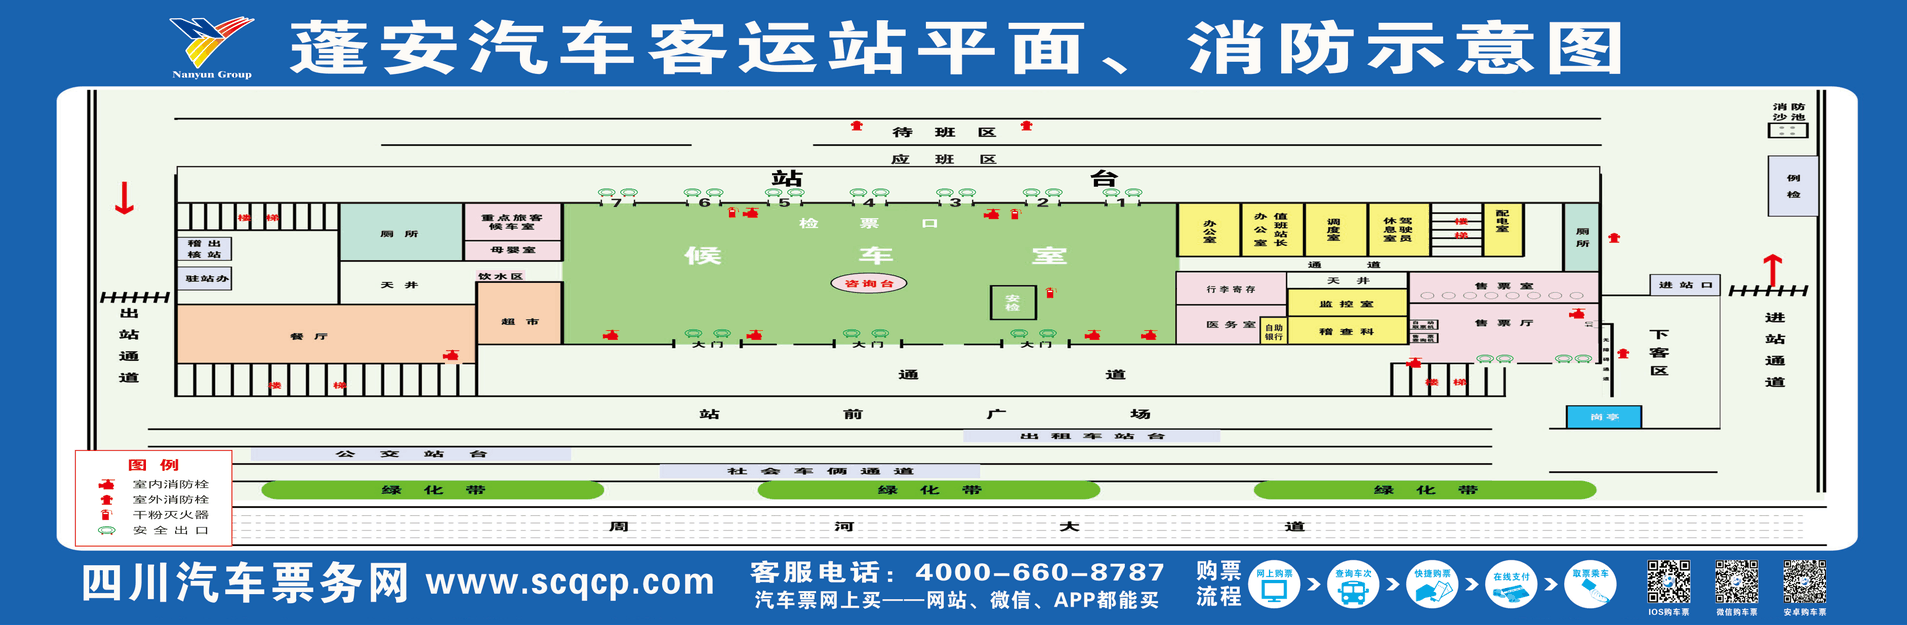 Nanyun Group
蓬安汽车客运站平面、消防示意图
消防
沙池
待班区
应班区
站台
例检
7 6 5 4 3 2 1
检票口
候车室
咨询台
安检
楼梯
稽出
核站
驻站办
厕所
天井
重点旅客
候车室
母婴室
饮水区
超市
餐厅
楼梯
办公室
办公室
值班站长
调度室
休息室
驾驶员
楼梯
配电室
厕所
通道
行李寄存
天井
售票室
医务室
监控室
自助
银行
稽查科
售票厅
自动
取票机
售票
查询机
无障碍通道
大门
大门
大门
楼梯
进站口
下客区
岗亭
出站通道
进站通道
通道
站前广场
出租车站台
公交站台
社会车俩通道
绿化带
绿化带
绿化带
周河大道
图例
室内消防栓
室外消防栓
干粉灭火器
安全出口
四川汽车票务网 www.scqcp.com
客服电话：4000-660-8787
汽车票网上买——网站、微信、APP都能买
购票
流程
网上购票
查询车次
快捷购票
在线支付
取票乘车
IOS购车票
微信购车票
安卓购车票